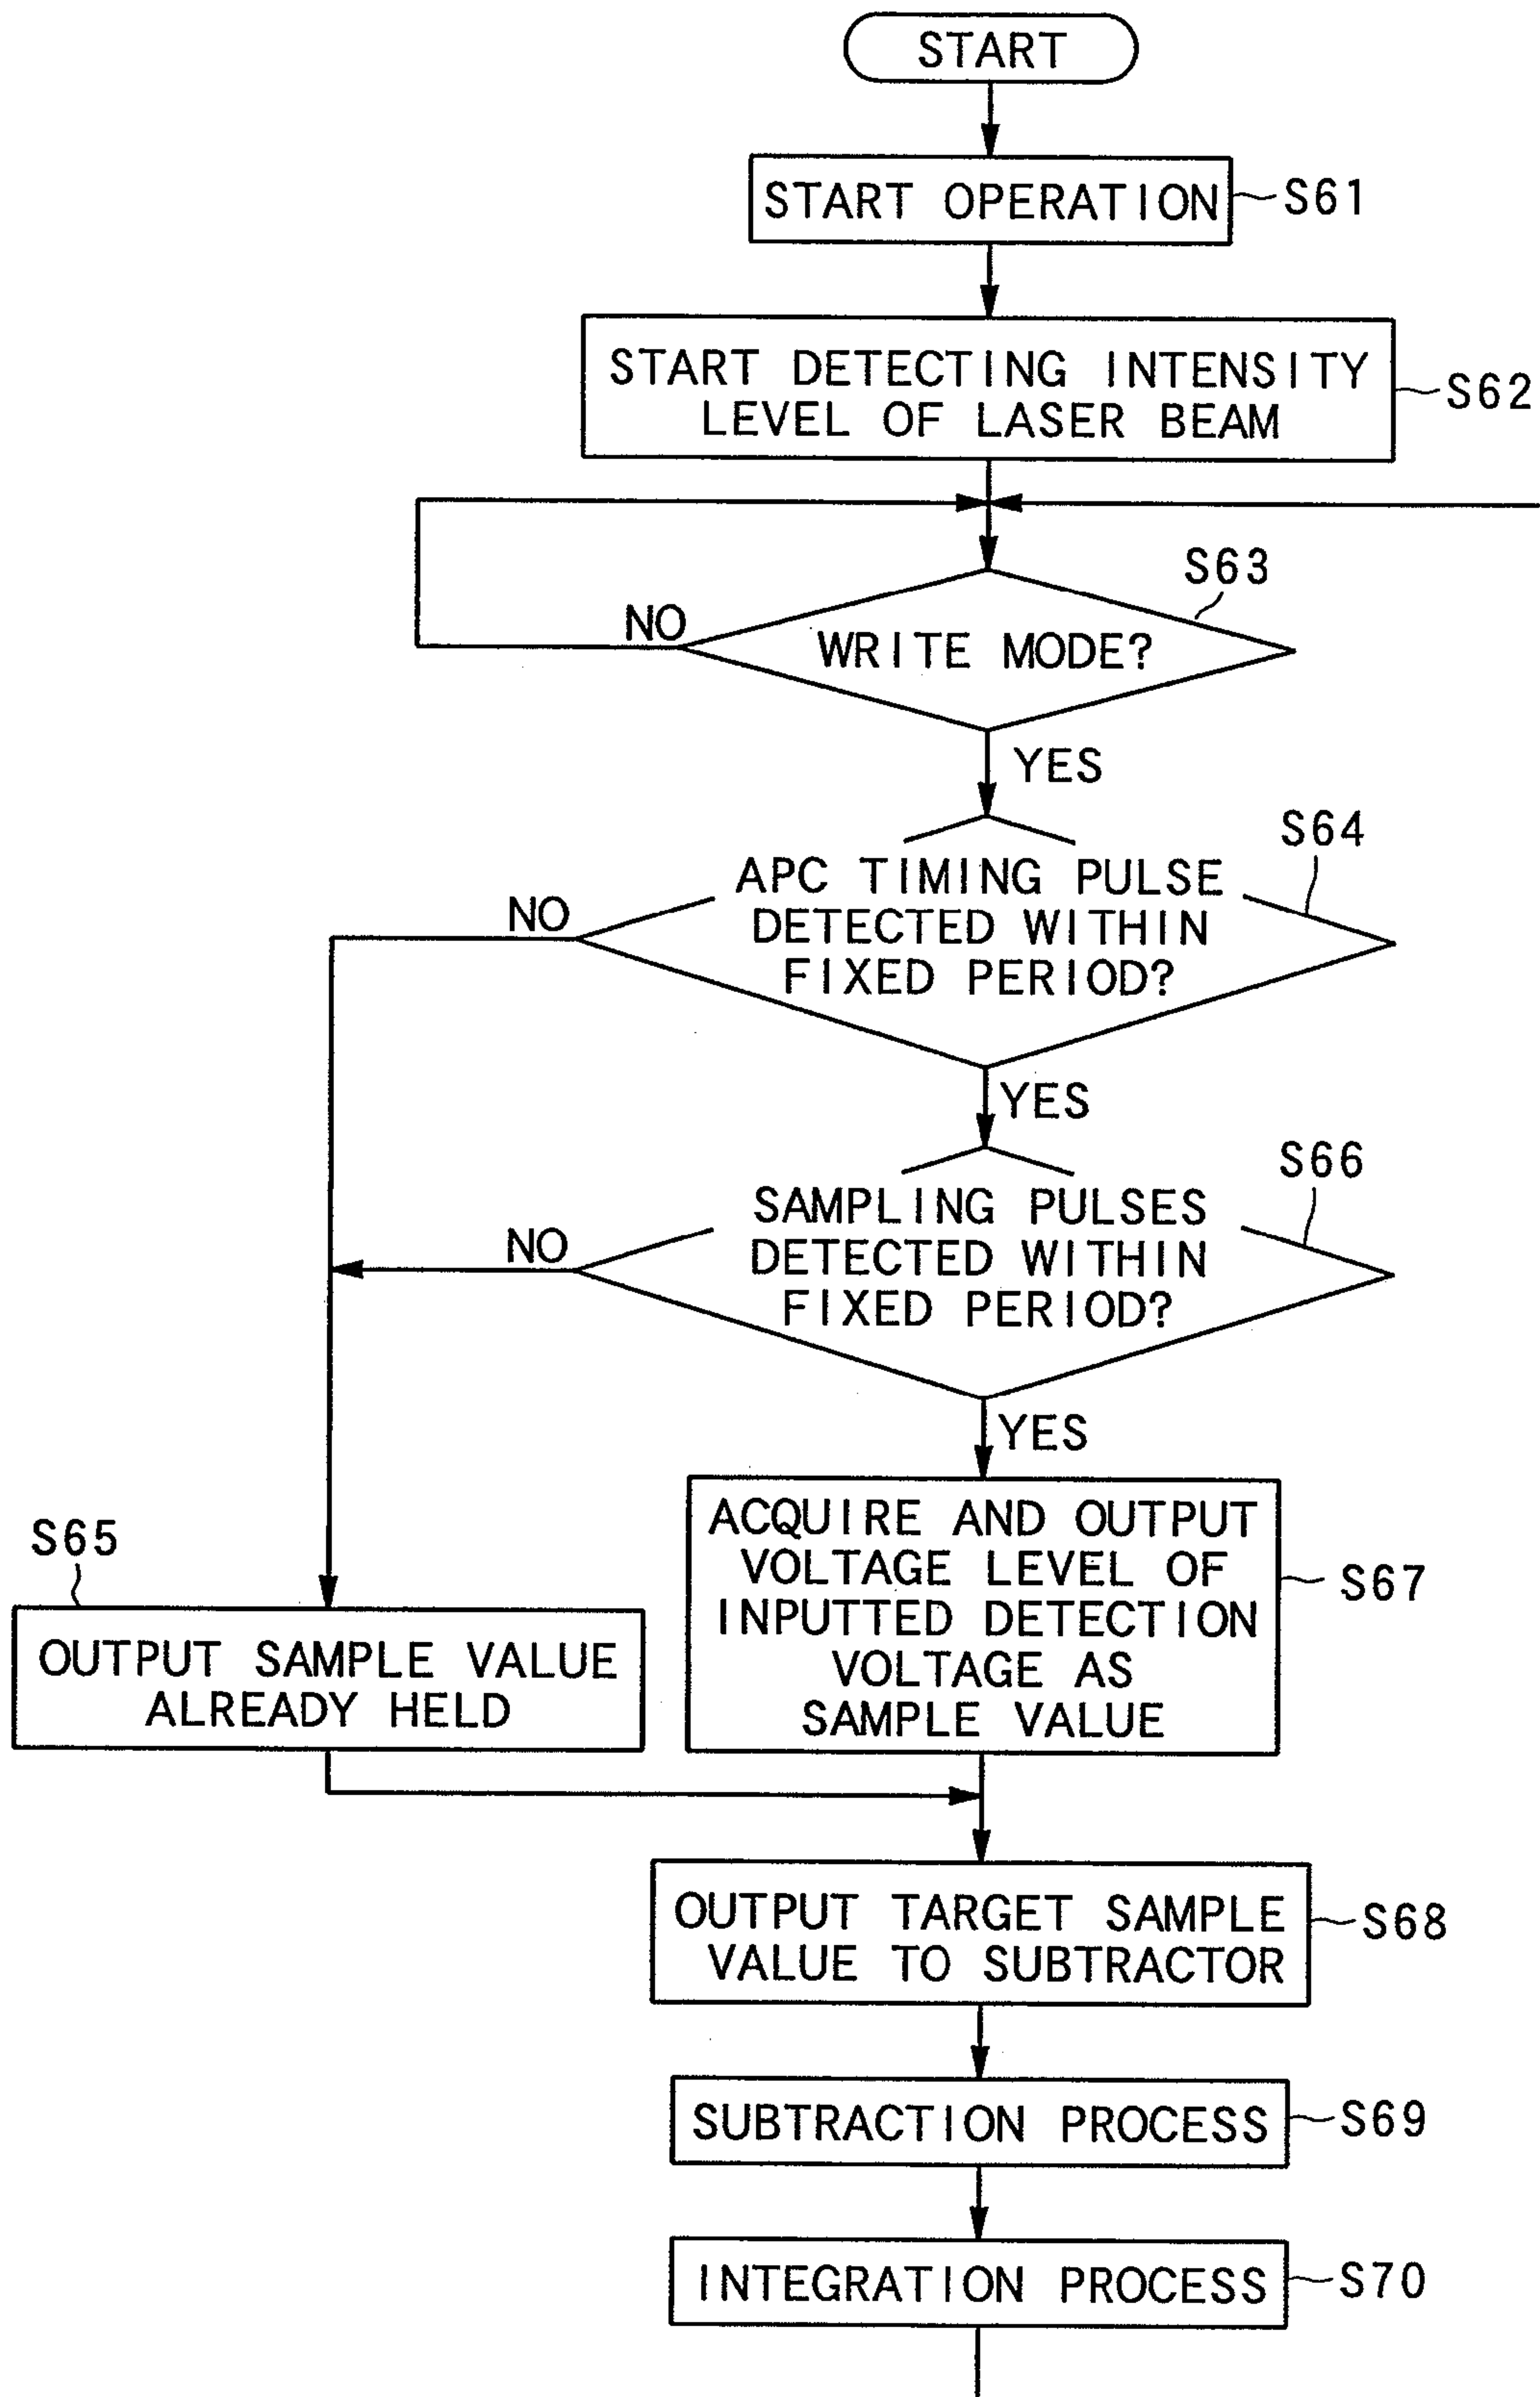 START
START OPERATION
S61
START DETECTING INTENSITY
LEVEL OF LASER BEAM
S62
S63
NO
WRITE MODE?
YES
S64
APC TIMING PULSE
DETECTED WITHIN
FIXED PERIOD?
NO
YES
S66
SAMPLING PULSES
DETECTED WITHIN
FIXED PERIOD?
NO
YES
S65
OUTPUT SAMPLE VALUE
ALREADY HELD
ACQUIRE AND OUTPUT
VOLTAGE LEVEL OF
INPUTTED DETECTION
VOLTAGE AS
SAMPLE VALUE
S67
OUTPUT TARGET SAMPLE
VALUE TO SUBTRACTOR
S68
SUBTRACTION PROCESS
S69
INTEGRATION PROCESS
S70